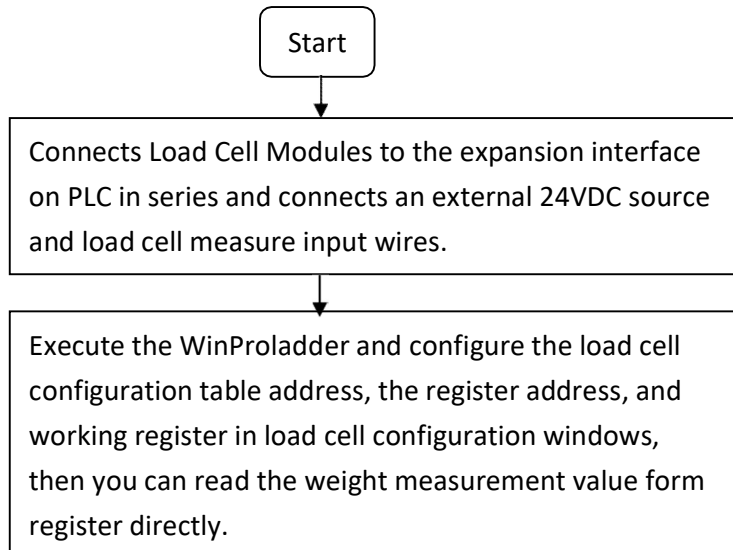 Start
Connects Load Cell Modules to the expansion interface
on PLC in series and connects an external 24VDC source
and load cell measure input wires.
Execute the WinProladder and configure the load cell
configuration table address, the register address, and
working register in load cell configuration windows,
then you can read the weight measurement value form
register directly.